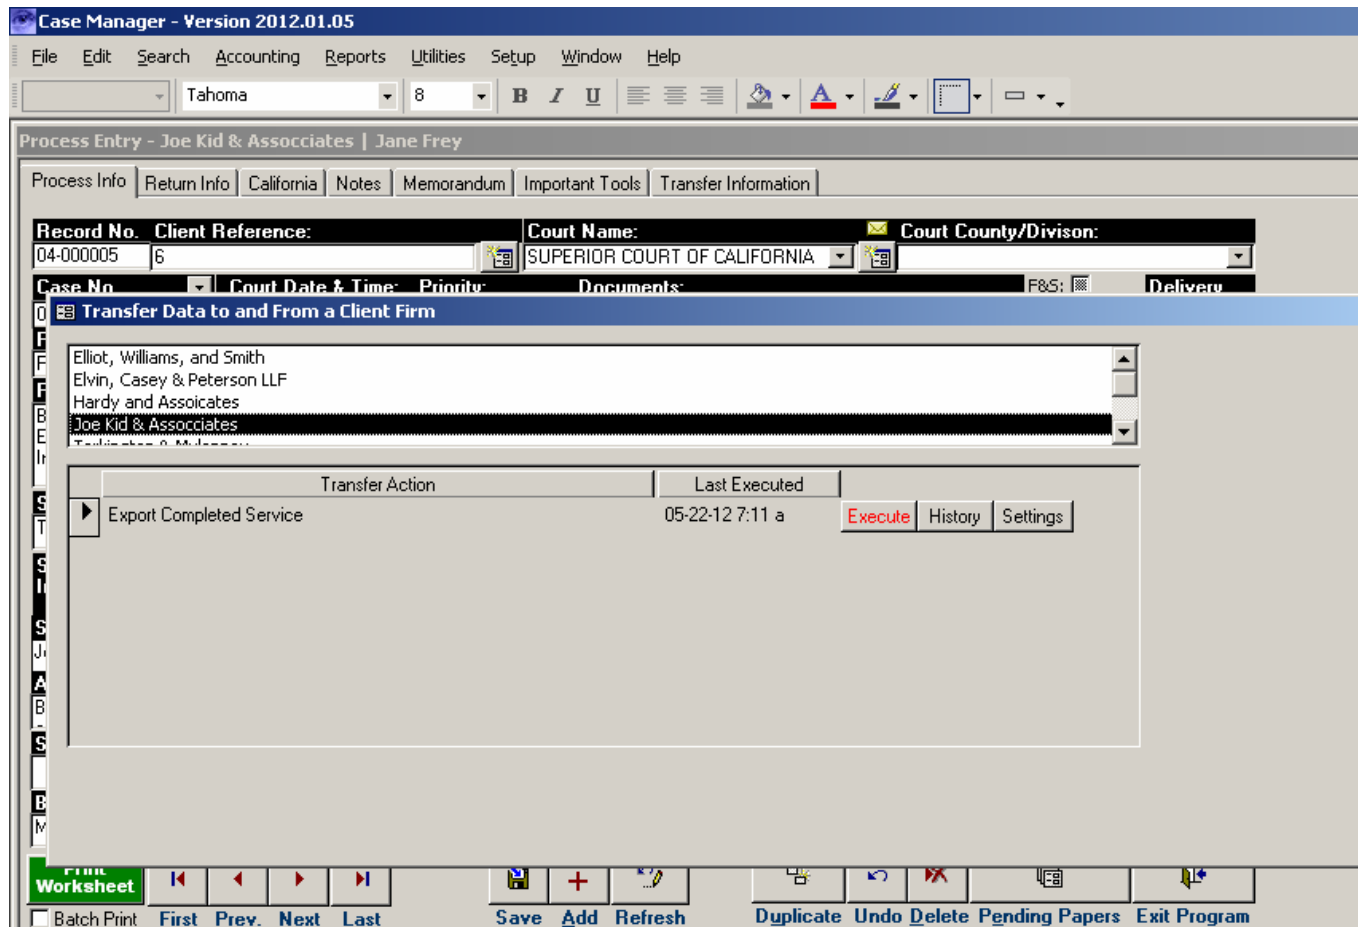 Case Manager - Version 2012.01.05
File Edit Search Accounting Reports Utilities Setup Window Help
Tahoma 8 B I U A
Process Entry - Joe Kid & Assocciates | Jane Frey
Process Info Return Info California Notes Memorandum Important Tools Transfer Information
Record No. Client Reference: Court Name: Court County/Divison:
04-000005 6 SUPERIOR COURT OF CALIFORNIA
Case No Court Date & Time: Priority: Documents: F&S: Delivery
Transfer Data to and From a Client Firm
Elliot, Williams, and Smith
Elvin, Casey & Peterson LLF
Hardy and Assoicates
Joe Kid & Assocciates
Transfer Action Last Executed
Export Completed Service 05-22-12 7:11 a Execute History Settings
Print
Worksheet
Batch Print First Prev. Next Last Save Add Refresh Duplicate Undo Delete Pending Papers Exit Program